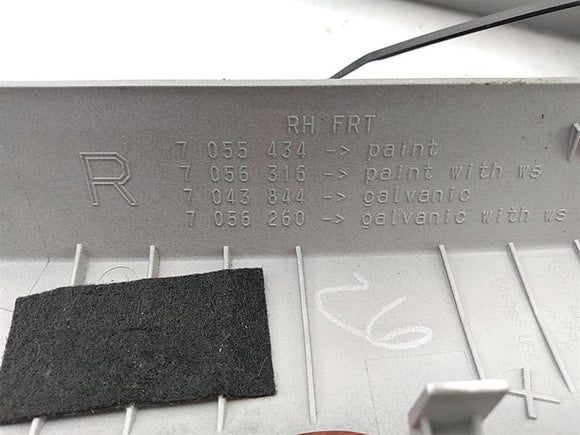 RH FRT
R
7 055 434 -> paint
7 056 316 -> paint with ws
7 043 844 -> galvanic
7 056 260 -> galvanic with ws